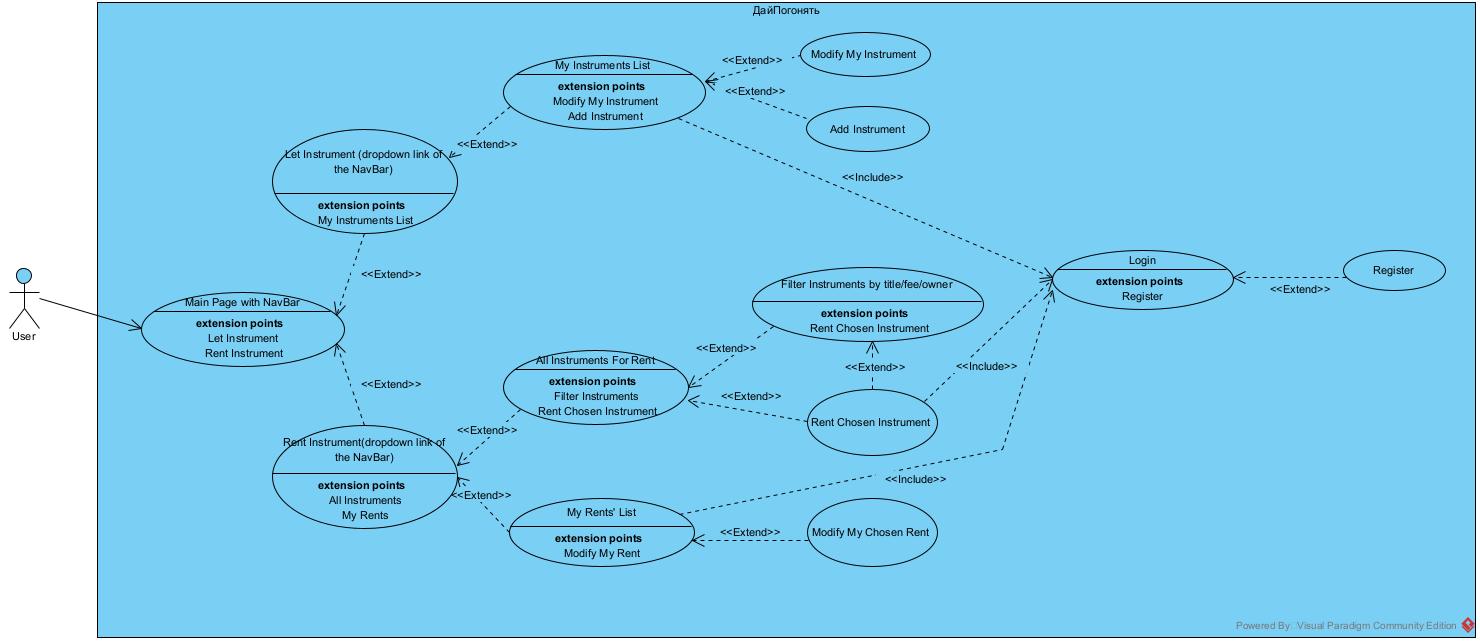 ДайПогонять
Modify My Instrument
<<Extend>>
My Instruments List
extension points
Modify My Instrument
Add Instrument
<<Extend>>
Add Instrument
<<Extend>>
Let Instrument (dropdown link of
the NavBar)
extension points
My Instruments List
<<Include>>
<<Extend>>
Login
extension points
Register
Register
<<Extend>>
User
Main Page with NavBar
extension points
Let Instrument
Rent Instrument
Filter Instruments by title/fee/owner
extension points
Rent Chosen Instrument
<<Extend>>
All Instruments For Rent
extension points
Filter Instruments
Rent Chosen Instrument
<<Extend>>
<<Include>>
<<Extend>>
<<Extend>>
Rent Chosen Instrument
<<Extend>>
Rent Instrument(dropdown link of
the NavBar)
extension points
All Instruments
My Rents
<<Extend>>
<<Include>>
My Rents' List
extension points
Modify My Rent
<<Extend>>
Modify My Chosen Rent
Powered By: Visual Paradigm Community Edition